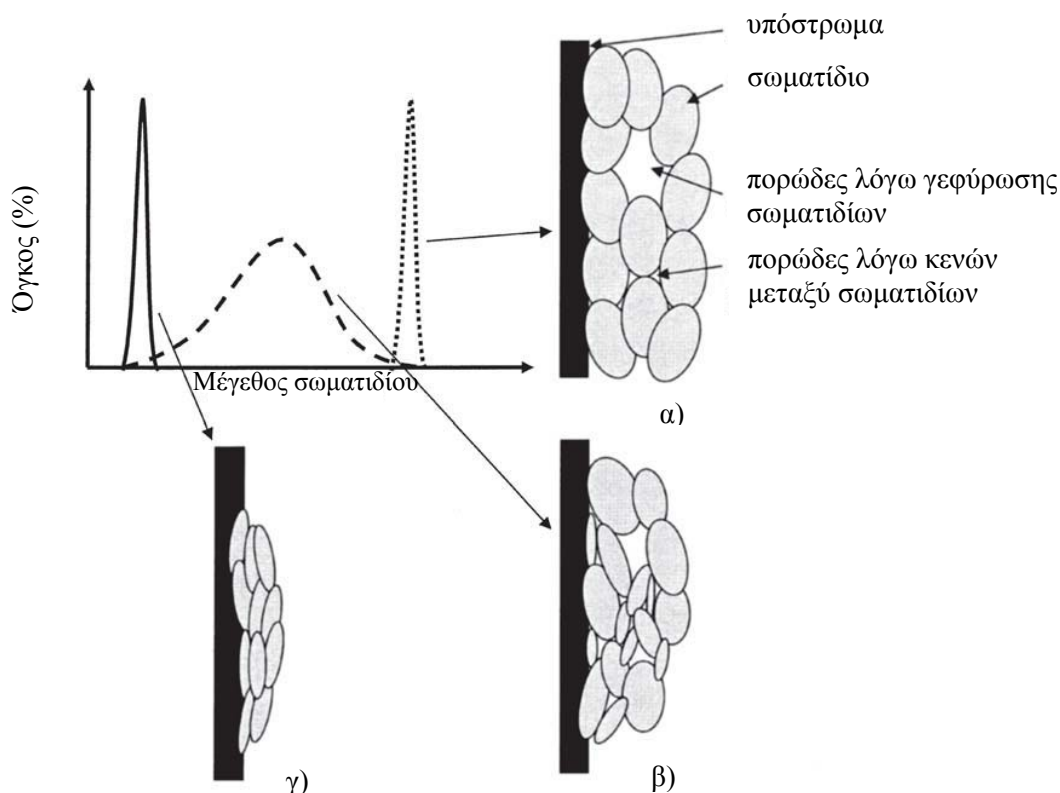 υπόστρωμα
σωματίδιο
πορώδες λόγω γεφύρωσης
σωματιδίων
πορώδες λόγω κενών
μεταξύ σωματιδίων
Όγκος (%)
Μέγεθος σωματιδίου
α)
γ)
β)